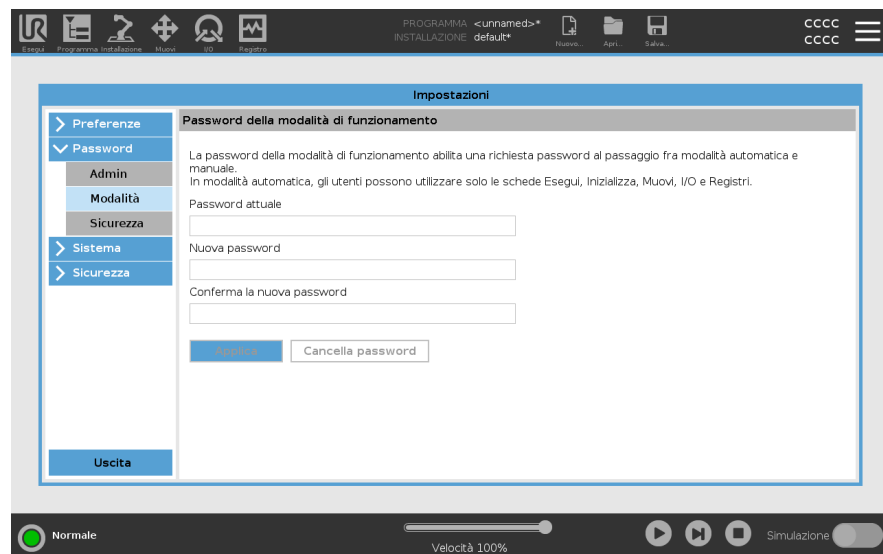 PROGRAMMA <unnamed>*
INSTALLAZIONE default*
CCCC
CCCC
Esegui
Programma
Installazione
Muovi
I/O
Registro
Nuovo...
Apri...
Salva...
Impostazioni
Preferenze
Password
Admin
Modalità
Sicurezza
Sistema
Sicurezza
Uscita
Password della modalità di funzionamento
La password della modalità di funzionamento abilita una richiesta password al passaggio fra modalità automatica e
manuale.
In modalità automatica, gli utenti possono utilizzare solo le schede Esegui, Inizializza, Muovi, I/O e Registri.
Password attuale
Nuova password
Conferma la nuova password
Applica
Cancella password
Normale
Velocità 100%
Simulazione